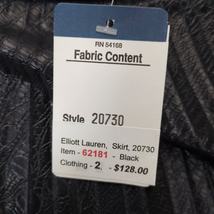 RN 54168
Fabric Content
Style 20730
Elliott Lauren, Skirt, 20730
Item - 62181 - Black
Clothing - 2 - $128.00